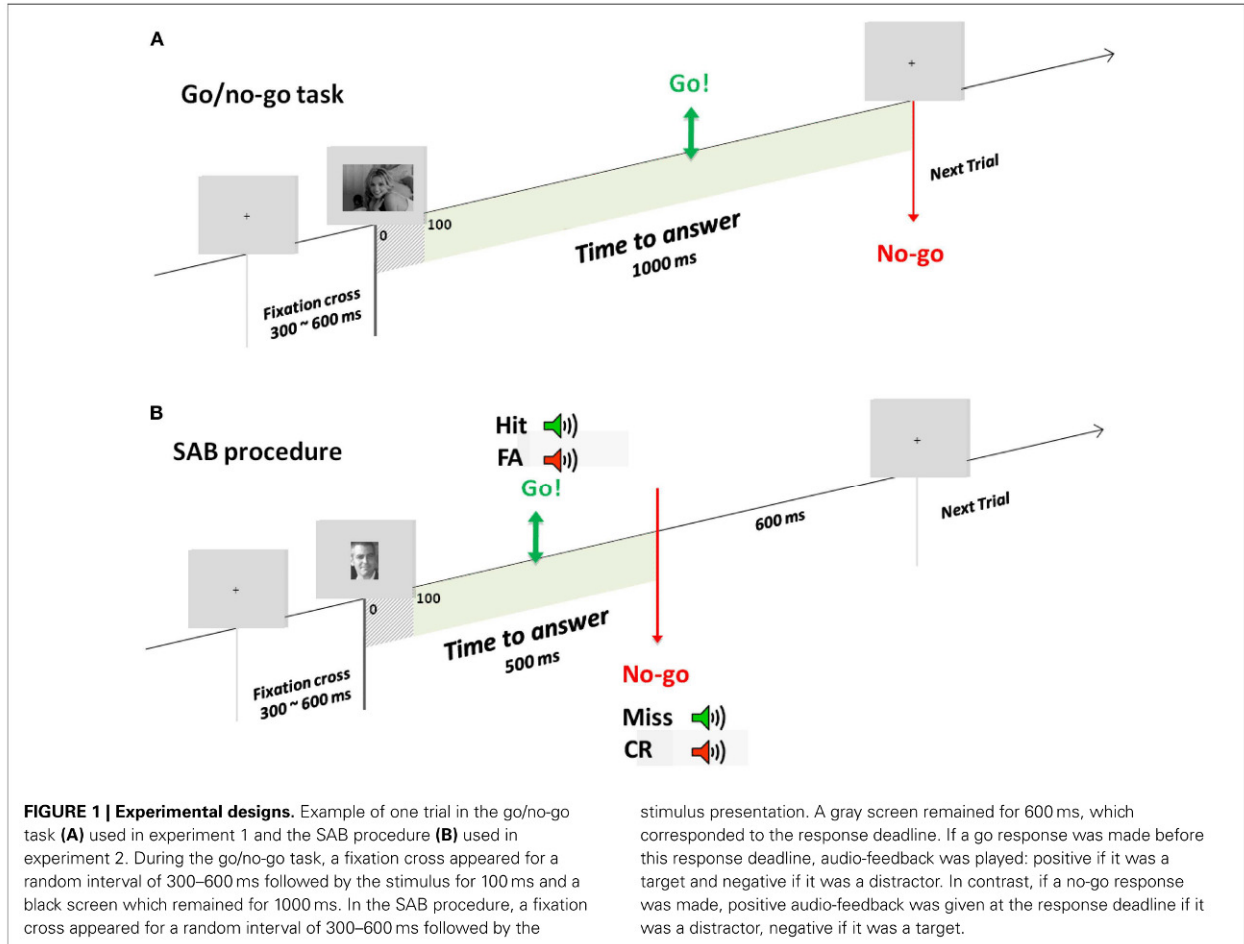 A
Go/no-go task
Go!
+
+
0
100
Next Trial
Time to answer
1000 ms
No-go
Fixation cross
300 ~ 600 ms
B
SAB procedure
Hit
FA
Go!
+
+
0
100
600 ms
Next Trial
Time to answer
500 ms
No-go
Fixation cross
300 ~ 600 ms
Miss
CR
FIGURE 1 | Experimental designs. Example of one trial in the go/no-go
task (A) used in experiment 1 and the SAB procedure (B) used in
experiment 2. During the go/no-go task, a fixation cross appeared for a
random interval of 300–600 ms followed by the stimulus for 100 ms and a
black screen which remained for 1000 ms. In the SAB procedure, a fixation
cross appeared for a random interval of 300–600 ms followed by the
stimulus presentation. A gray screen remained for 600 ms, which
corresponded to the response deadline. If a go response was made before
this response deadline, audio-feedback was played: positive if it was a
target and negative if it was a distractor. In contrast, if a no-go response
was made, positive audio-feedback was given at the response deadline if it
was a distractor, negative if it was a target.